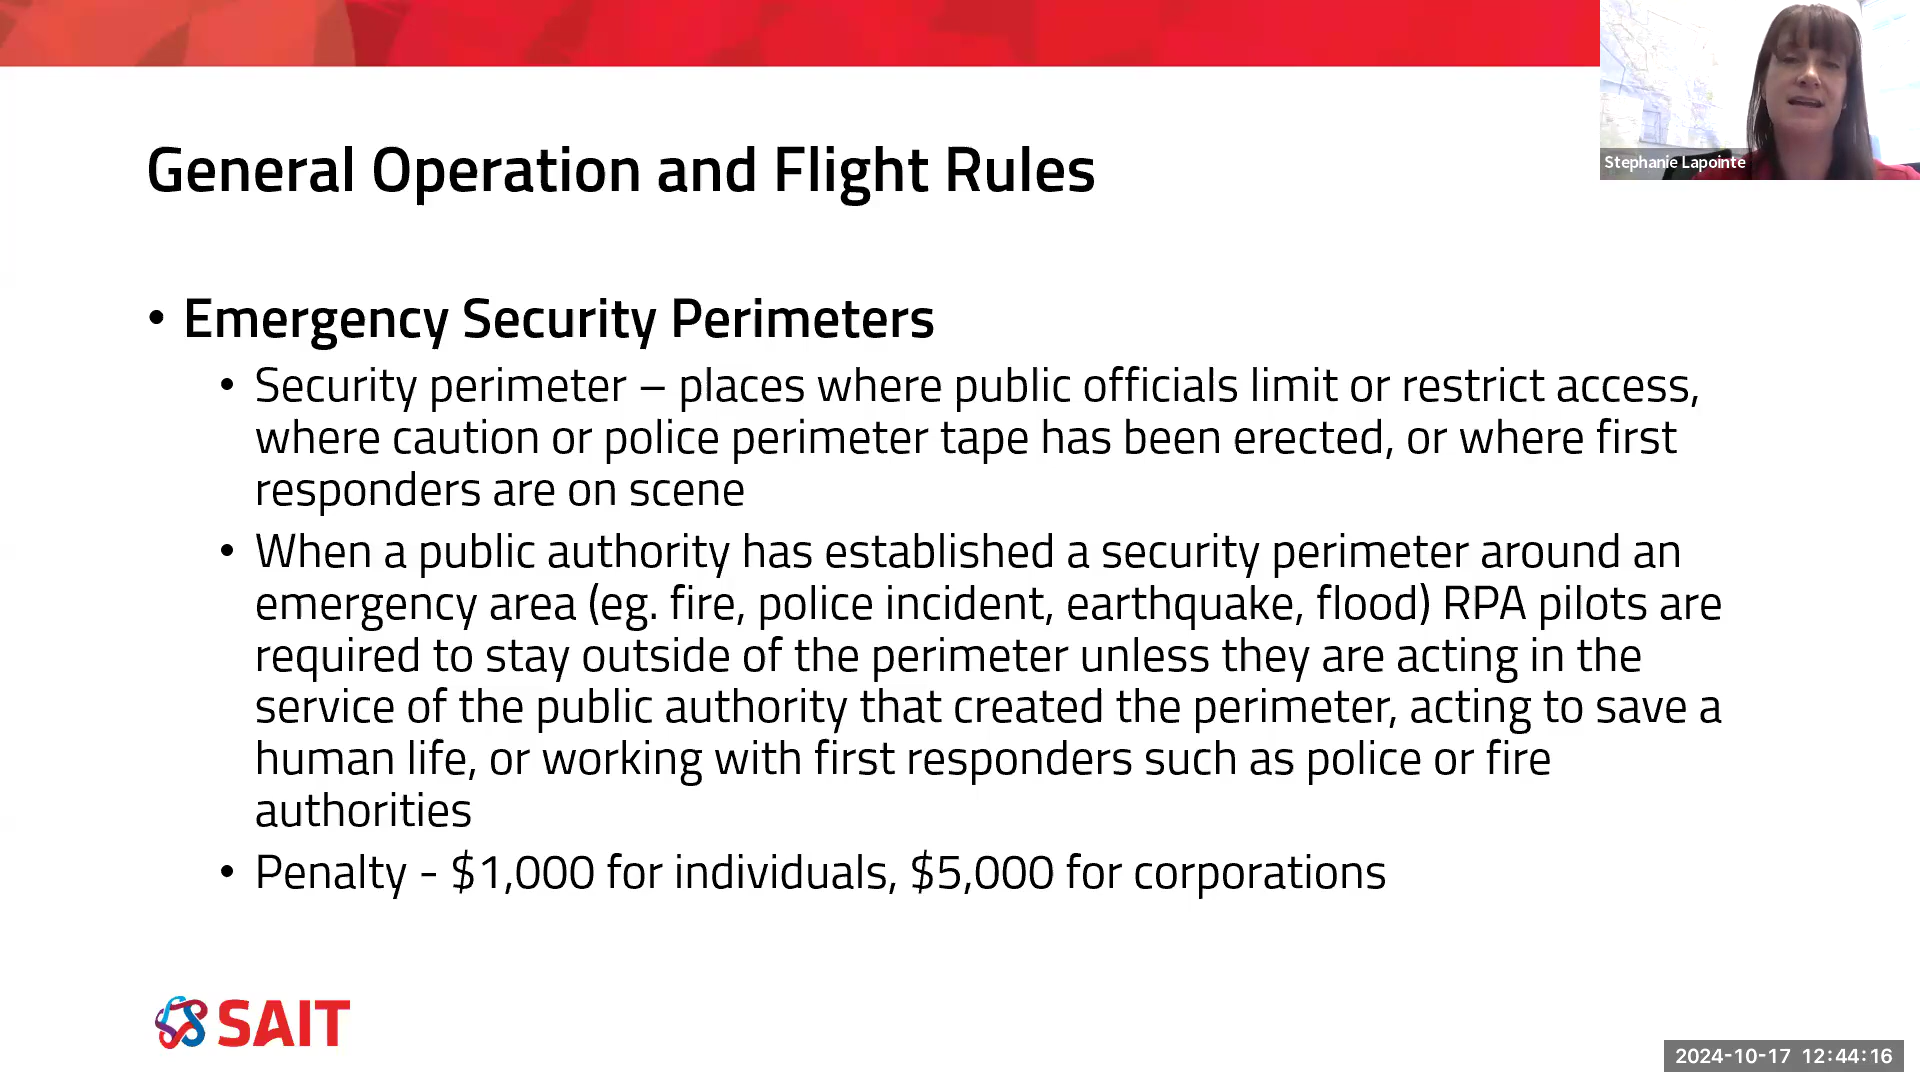 Stephanie Lapointe
General Operation and Flight Rules
• Emergency Security Perimeters
• Security perimeter – places where public officials limit or restrict access,
where caution or police perimeter tape has been erected, or where first
responders are on scene
• When a public authority has established a security perimeter around an
emergency area (eg. fire, police incident, earthquake, flood) RPA pilots are
required to stay outside of the perimeter unless they are acting in the
service of the public authority that created the perimeter, acting to save a
human life, or working with first responders such as police or fire
authorities
• Penalty - $1,000 for individuals, $5,000 for corporations
SAIT
2024-10-17 12:44:16